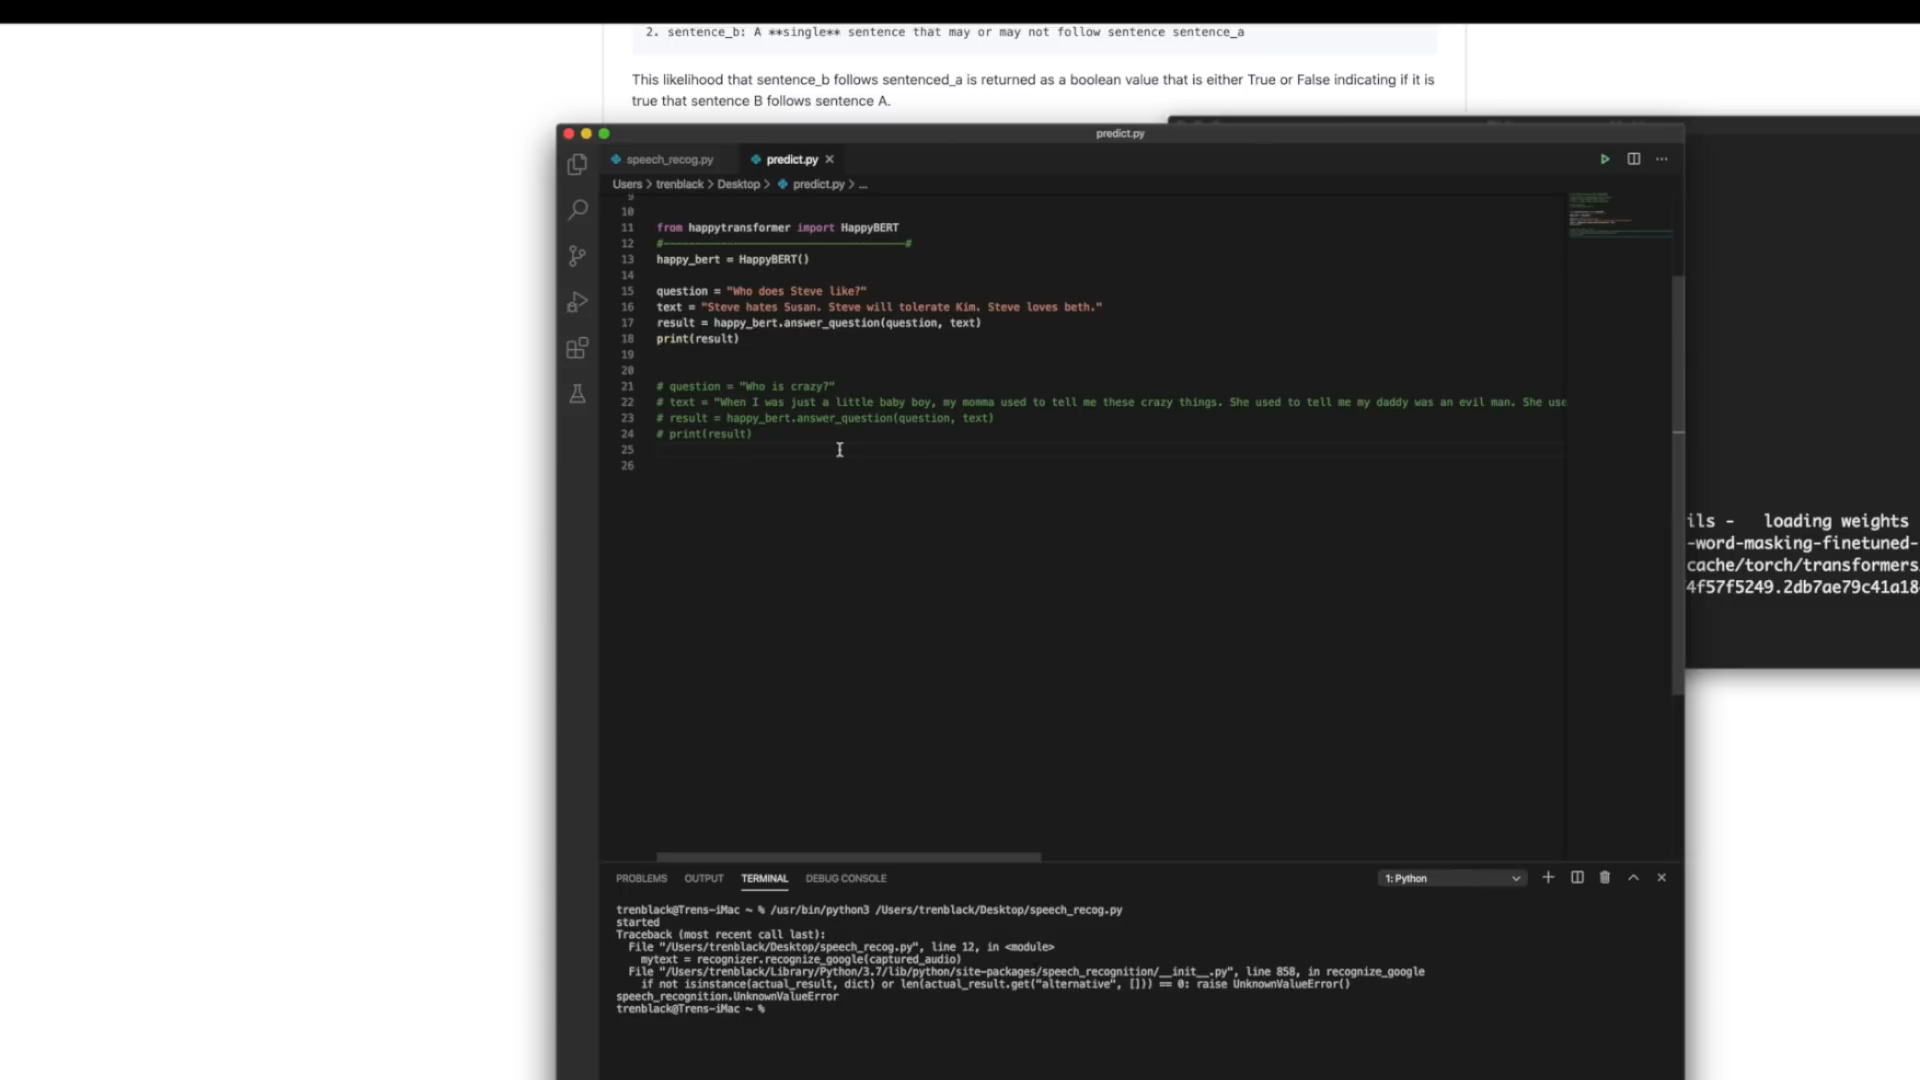 2. sentence_b: A **single** sentence that may or may not follow sentence sentence_a
This likelihood that sentence_b follows sentenced_a is returned as a boolean value that is either True or False indicating if it is
true that sentence B follows sentence A.
predict.py
speech_recog.py predict.py
Users > trenblack > Desktop > predict.py > ...
9
10
11 from happytransformer import HappyBERT
12 #----------------------------------------#
13 happy_bert = HappyBERT()
14
15 question = "Who does Steve like?"
16 text = "Steve hates Susan. Steve will tolerate Kim. Steve loves beth."
17 result = happy_bert.answer_question(question, text)
18 print(result)
19
20
21 # question = "Who is crazy?"
22 # text = "When I was just a little baby boy, my momma used to tell me these crazy things. She used to tell me my daddy was an evil man. She use
23 # result = happy_bert.answer_question(question, text)
24 # print(result)
25
26
ils - loading weights
-word-masking-finetuned-
cache/torch/transformers
4f57f5249.2db7ae79c41a18
PROBLEMS OUTPUT TERMINAL DEBUG CONSOLE 1: Python
trenblack@Trens-iMac ~ % /usr/bin/python3 /Users/trenblack/Desktop/speech_recog.py
started
Traceback (most recent call last):
File "/Users/trenblack/Desktop/speech_recog.py", line 12, in <module>
mytext = recognizer.recognize_google(captured_audio)
File "/Users/trenblack/Library/Python/3.7/lib/python/site-packages/speech_recognition/__init__.py", line 858, in recognize_google
if not isinstance(actual_result, dict) or len(actual_result.get("alternative", [])) == 0: raise UnknownValueError()
speech_recognition.UnknownValueError
trenblack@Trens-iMac ~ %